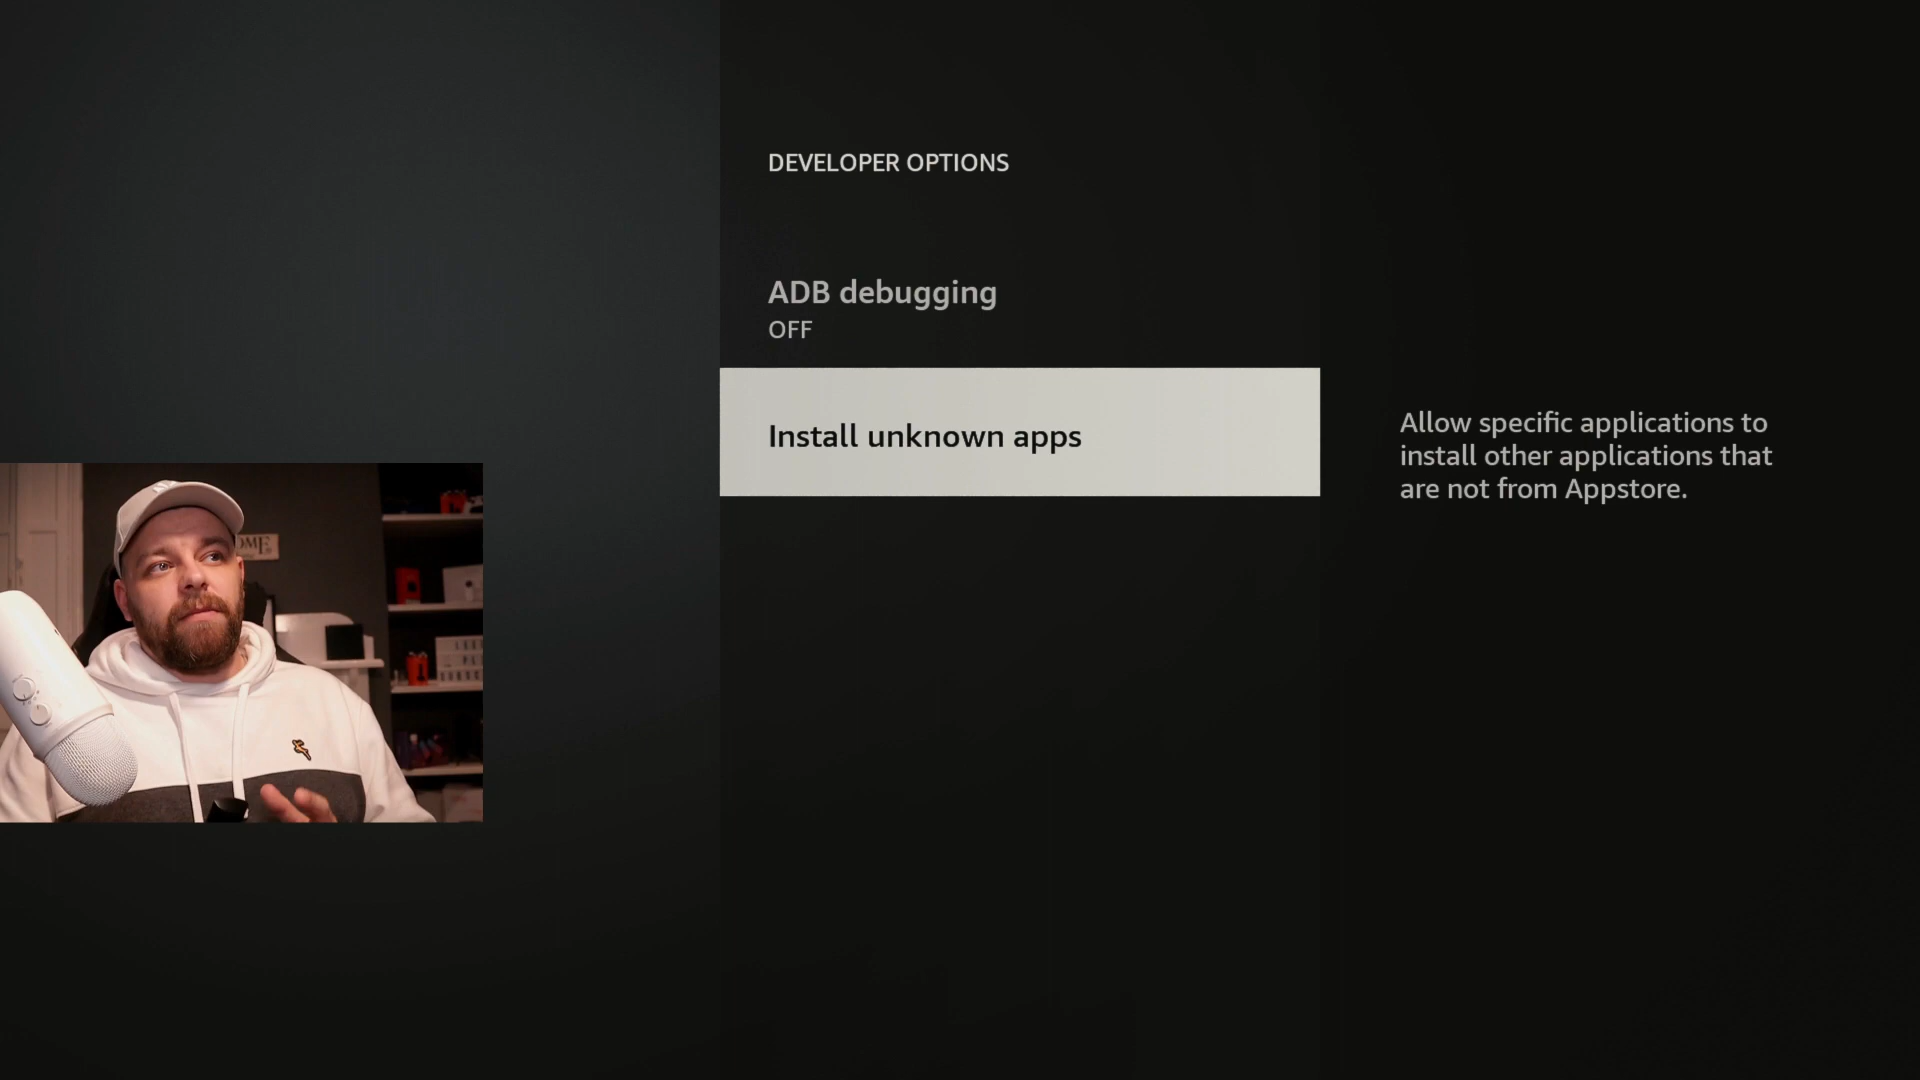 DEVELOPER OPTIONS
ADB debugging
OFF
Install unknown apps
Allow specific applications to
install other applications that
are not from Appstore.